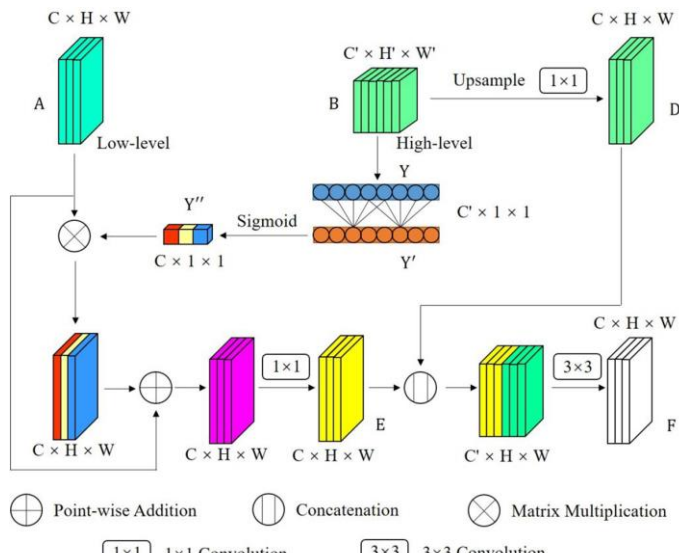 C × H × W
C' × H' × W'
C × H × W
Upsample
1×1
A
B
D
Low-level
High-level
Y
Y''
Sigmoid
C' × 1 × 1
C × 1 × 1
Y'
C × H × W
1×1
3×3
E
F
C × H × W
C × H × W
C × H × W
C' × H × W
Point-wise Addition
Concatenation
Matrix Multiplication
1×1 1×1 Convolution
3×3 3×3 Convolution